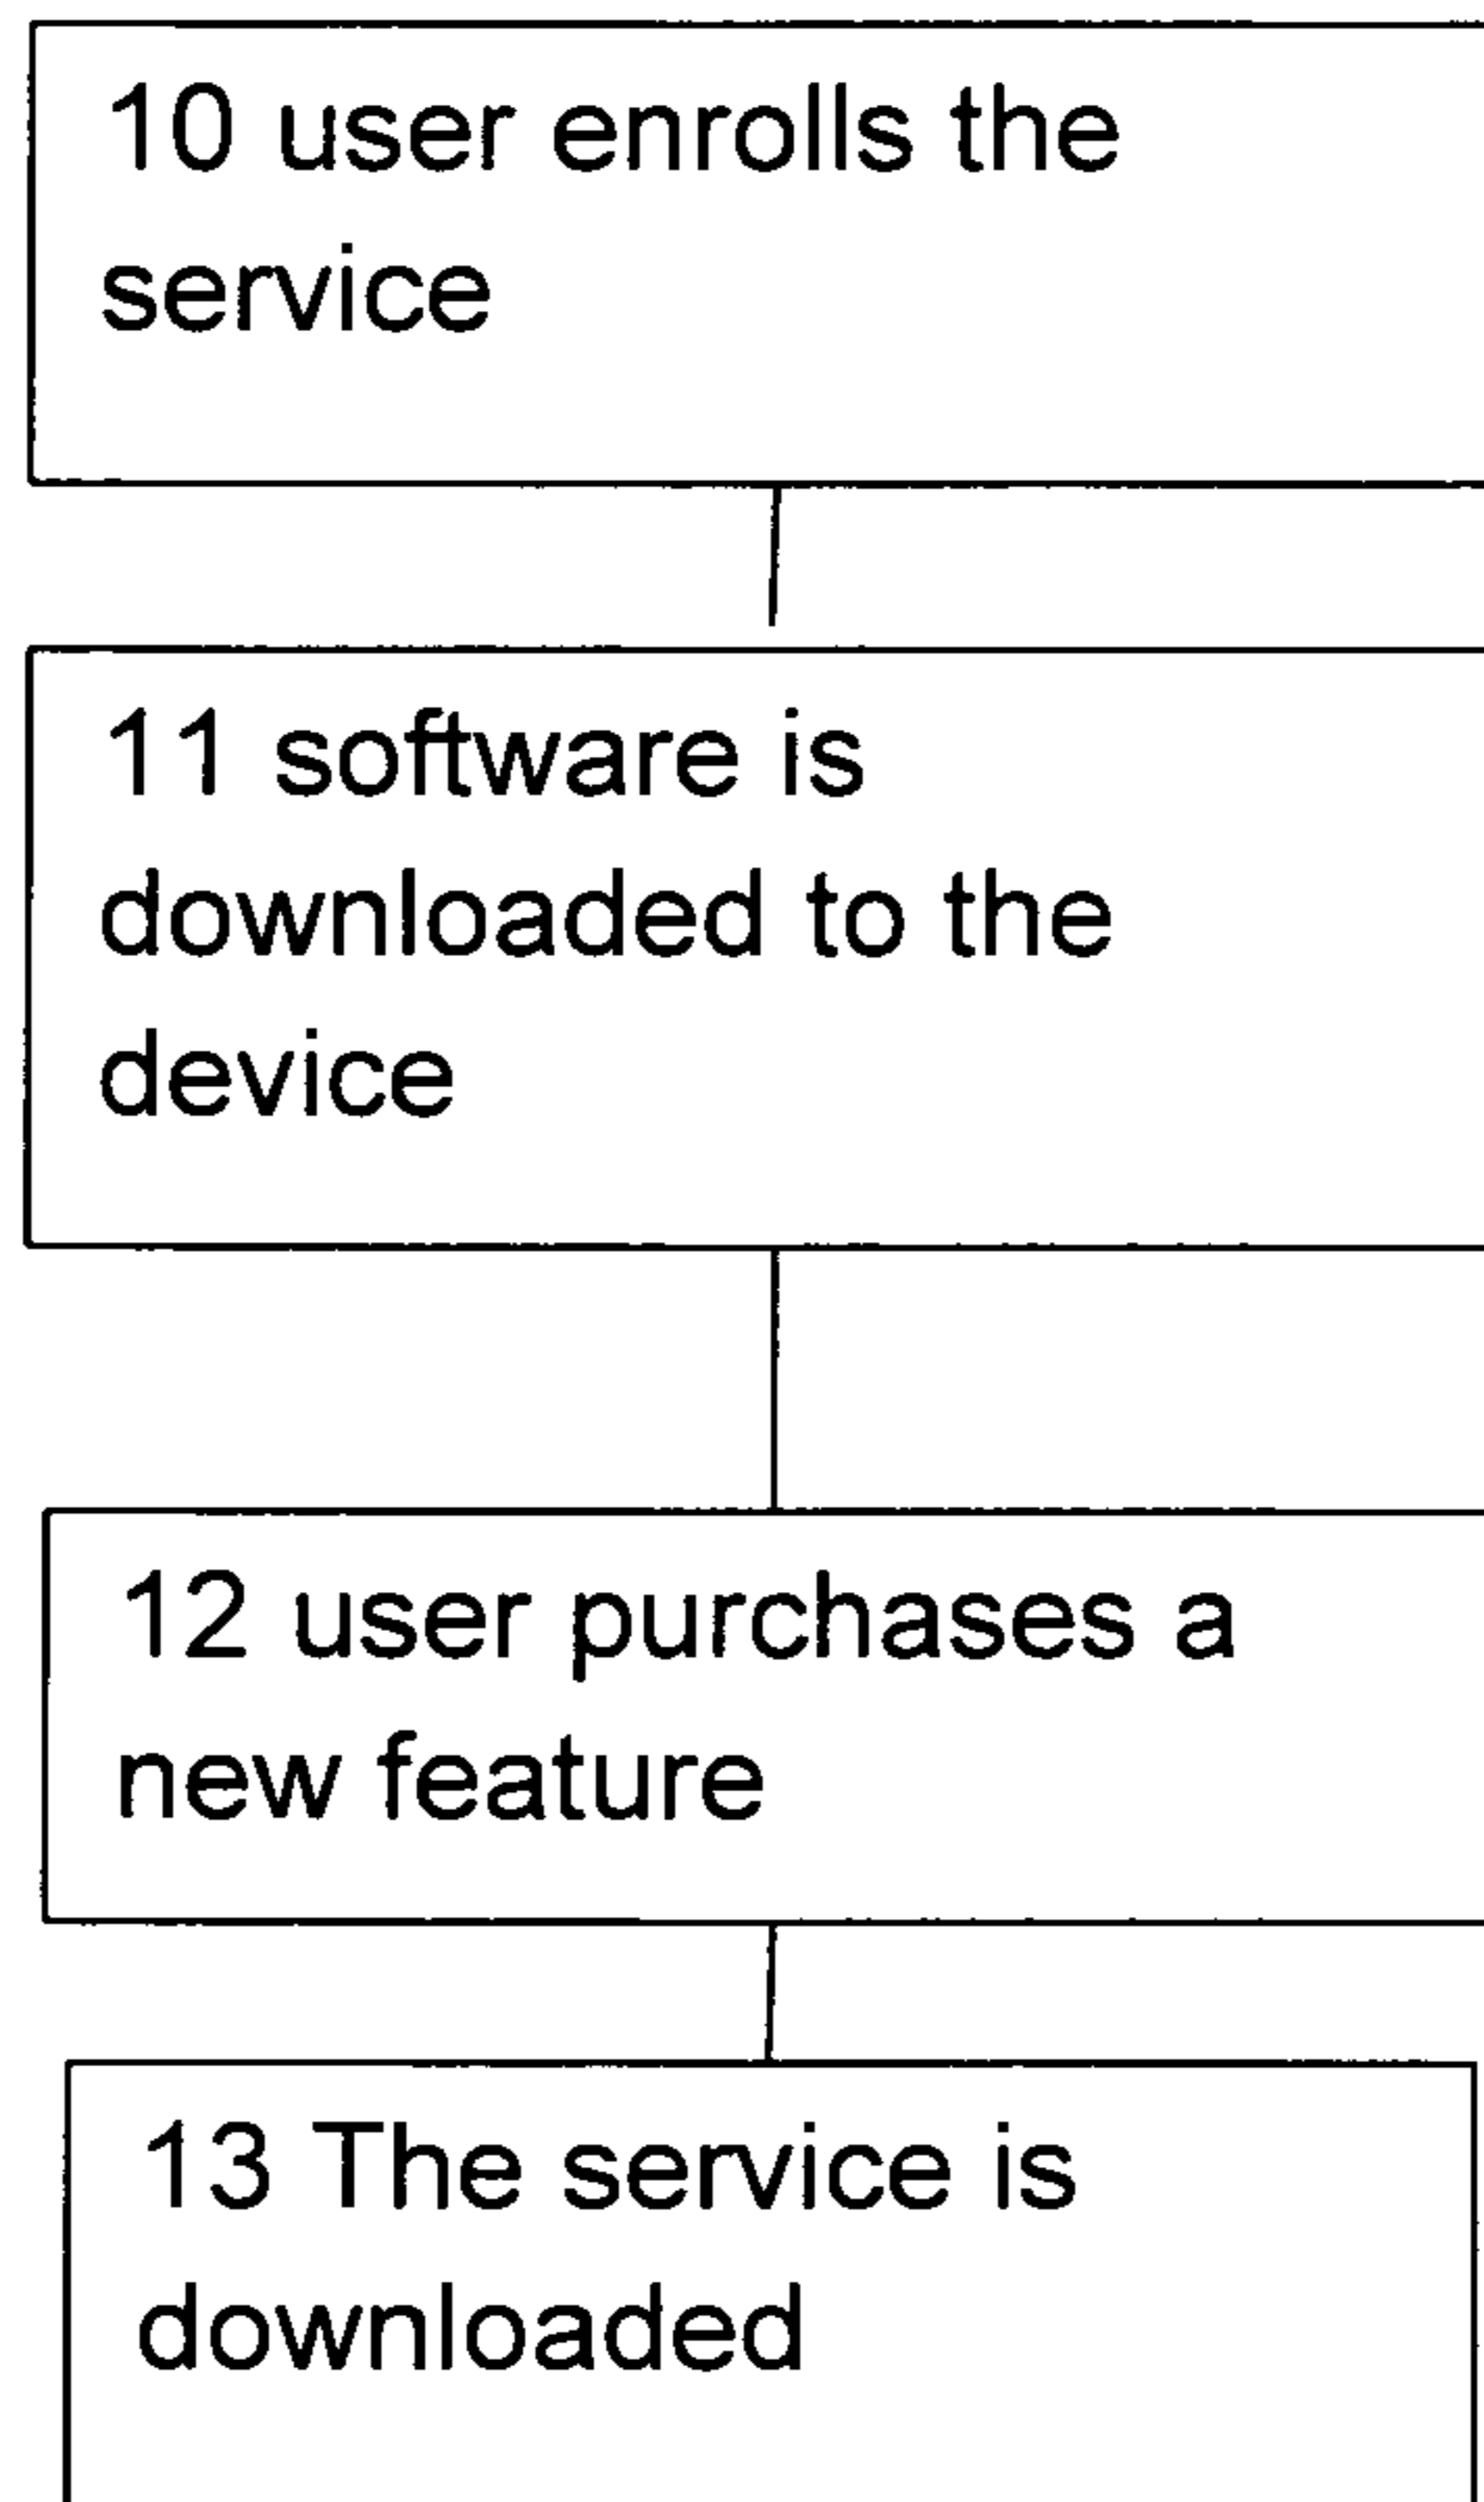 10 user enrolls the
service
11 software is
downloaded to the
device
12 user purchases a
new feature
13 The service is
downloaded